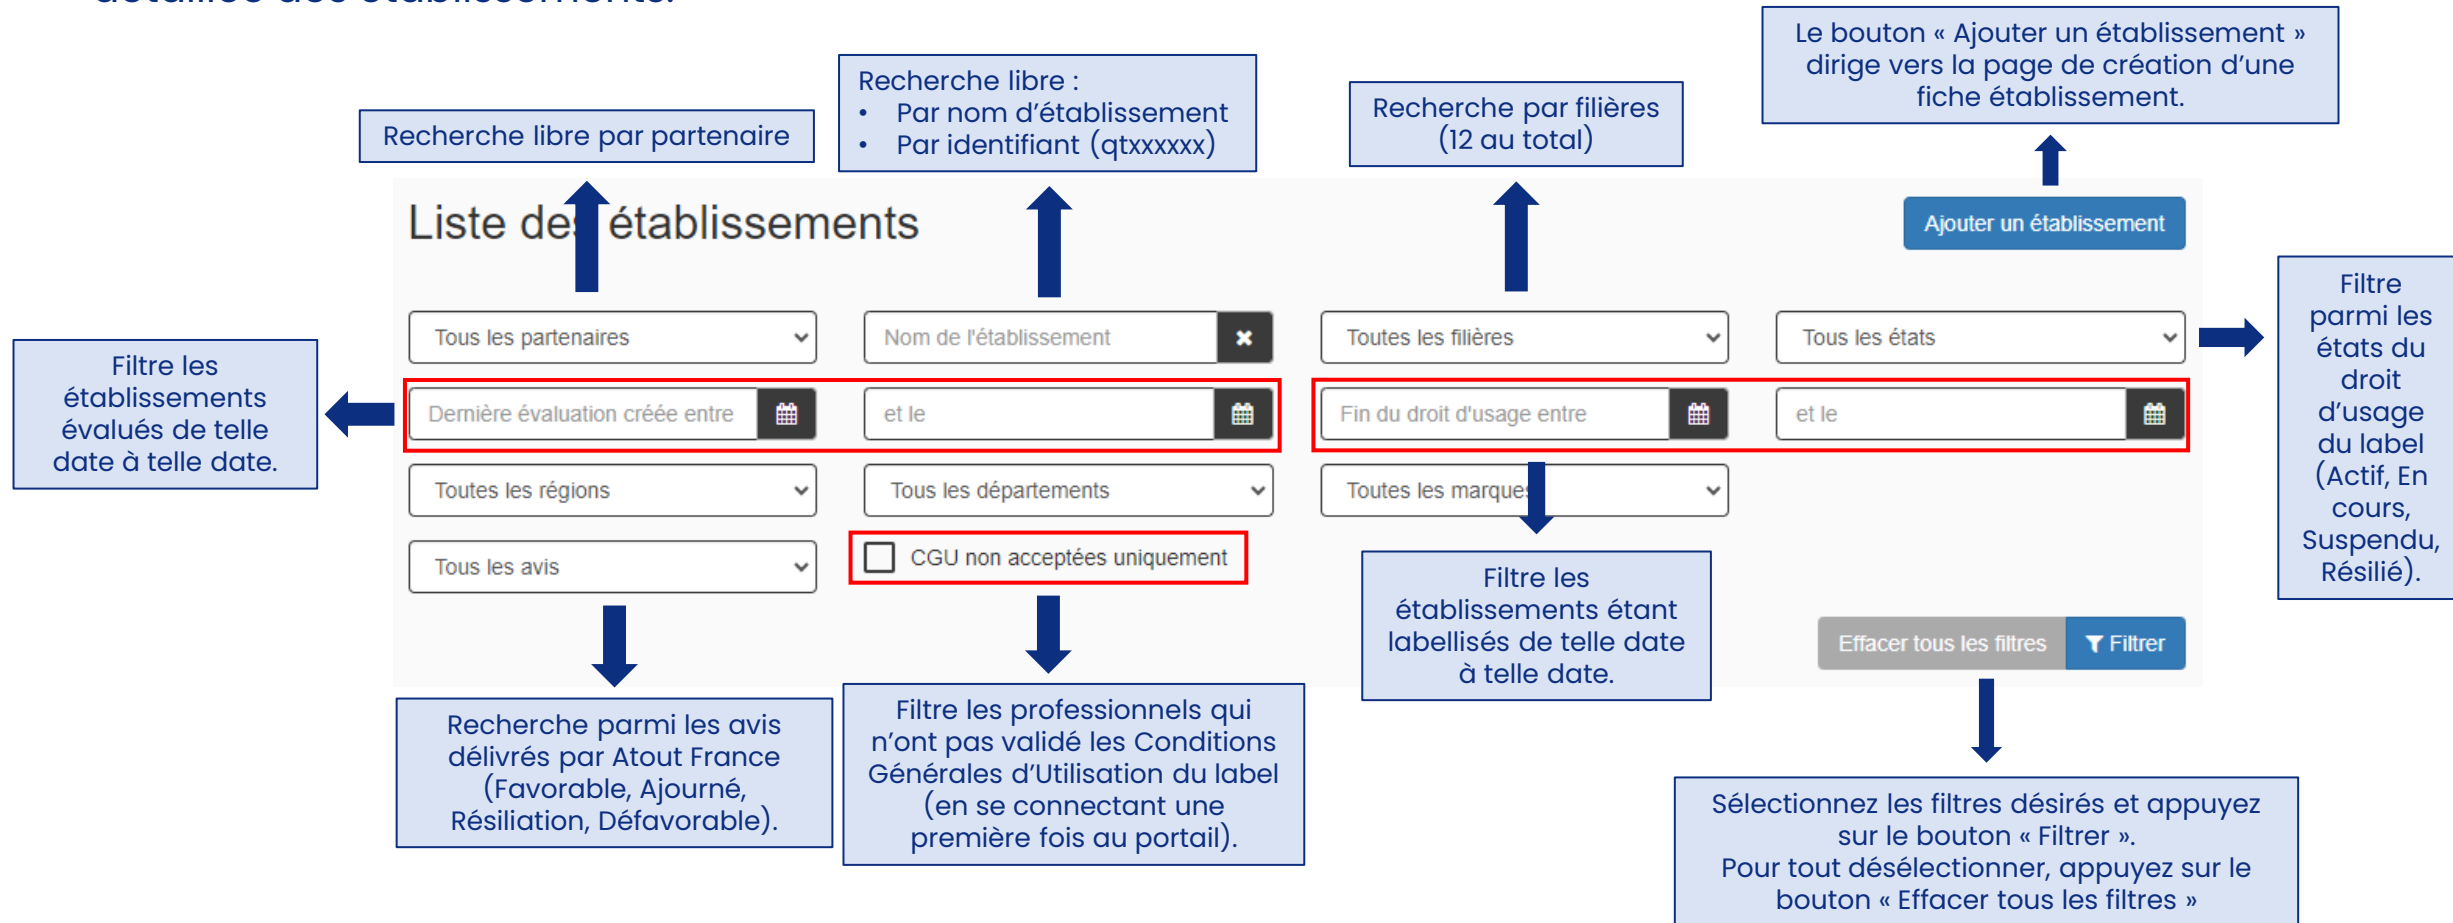 détaillée des établissements.
Le bouton « Ajouter un établissement »
dirige vers la page de création d’une
fiche établissement.
Recherche libre :
• Par nom d’établissement
• Par identifiant (qtxxxxxx)
Recherche par filières
(12 au total)
Recherche libre par partenaire
Liste des établissements
Ajouter un établissement
Tous les partenaires
Nom de l'établissement
Toutes les filières
Tous les états
Filtre
parmi les
états du
droit
d’usage
du label
(Actif, En
cours,
Suspendu,
Résilié).
Filtre les
établissements
évalués de telle
date à telle date.
Dernière évaluation créée entre
et le
Fin du droit d'usage entre
et le
Toutes les régions
Tous les départements
Toutes les marques
Tous les avis
CGU non acceptées uniquement
Filtre les
établissements étant
labellisés de telle date
à telle date.
Effacer tous les filtres
Filtrer
Recherche parmi les avis
délivrés par Atout France
(Favorable, Ajourné,
Résiliation, Défavorable).
Filtre les professionnels qui
n’ont pas validé les Conditions
Générales d’Utilisation du label
(en se connectant une
première fois au portail).
Sélectionnez les filtres désirés et appuyez
sur le bouton « Filtrer ».
Pour tout désélectionner, appuyez sur le
bouton « Effacer tous les filtres »